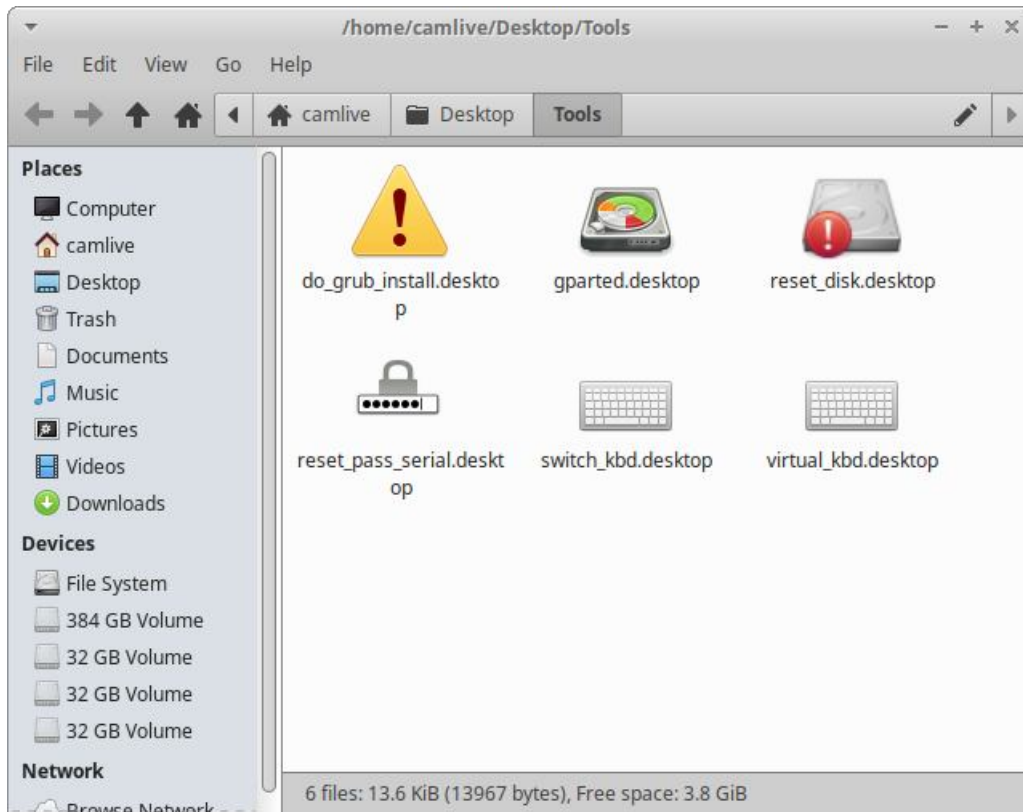 /home/camlive/Desktop/Tools
File Edit View Go Help
camlive Desktop Tools
Places
Computer
camlive
Desktop
Trash
Documents
Music
Pictures
Videos
Downloads
Devices
File System
384 GB Volume
32 GB Volume
32 GB Volume
32 GB Volume
Network
Browse Network
do_grub_install.deskto
p
gparted.desktop
reset_disk.desktop
reset_pass_serial.deskt
op
switch_kbd.desktop
virtual_kbd.desktop
6 files: 13.6 KiB (13967 bytes), Free space: 3.8 GiB